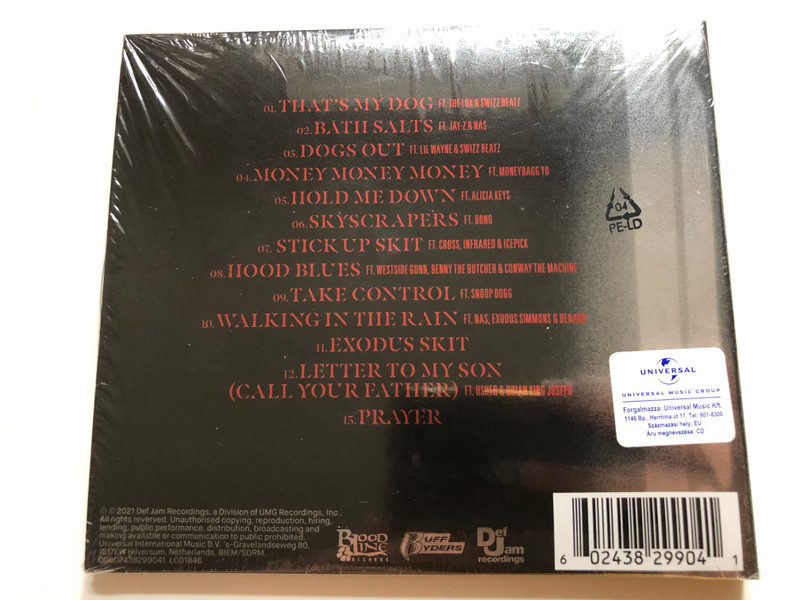 01. THAT'S MY DOG FT. THE LOX & SWIZZ BEATZ
02. BATH SALTS FT. JAY-Z & NAS
03. DOGS OUT FT. LIL WAYNE & SWIZZ BEATZ
04. MONEY MONEY MONEY FT. MONEYBAGG YO
05. HOLD ME DOWN FT. ALICIA KEYS
06. SKYSCRAPERS FT. BONO
07. STICK UP SKIT FT. CROSS, INFRARED & ICEPICK
08. HOOD BLUES FT. WESTSIDE GUNN, BENNY THE BUTCHER & CONWAY THE MACHINE
09. TAKE CONTROL FT. SNOOP DOGG
10. WALKING IN THE RAIN FT. NAS, EXODUS SIMMONS & DENAUN
11. EXODUS SKIT
12. LETTER TO MY SON
(CALL YOUR FATHER) FT. USHER & BRIAN KING JOSEPH
13. PRAYER
04
PE-LD
UNIVERSAL
UNIVERSAL MUSIC GROUP
Forgalmazza: Universal Music Kft.
1146 Bp., Hermina út 17. Tel: 801-8300
Származási hely: EU
Áru megnevezése: CD
℗ © 2021 Def Jam Recordings, a Division of UMG Recordings, Inc.,
All rights reverved. Unauthorised copying, reproduction, hiring,
lending, public performance, distribution, broadcasting and
making available or communication to public prohibited.
Universal International Music B.V. 's-Gravelandseweg 80,
1217EW Hilversum, Netherlands. BIEM/SDRM.
00602438299041. LC01846
BLOOD LINE RECORDS
RUFF RYDERS
Def Jam recordings
6 02438 29904 1